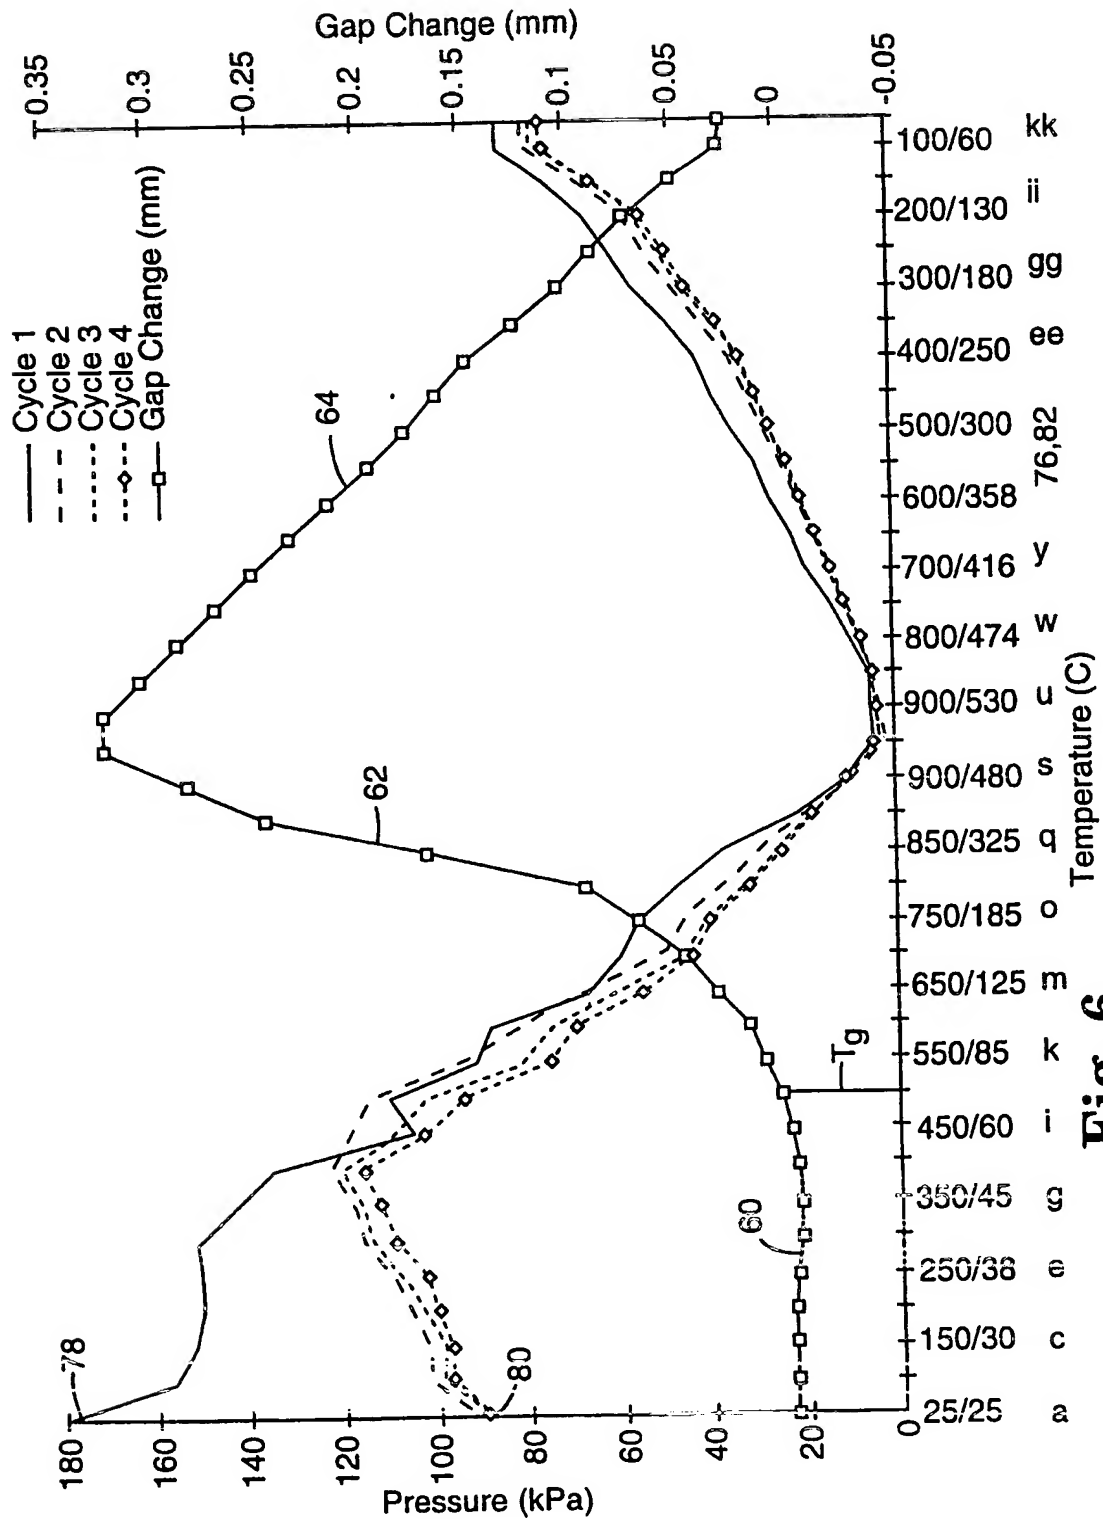 Cycle 1
Cycle 2
Cycle 3
Cycle 4
Gap Change (mm)
Pressure (kPa)
180
160
140
120
100
80
60
40
20
0
Gap Change (mm)
0.35
0.3
0.25
0.2
0.15
0.1
0.05
0
-0.05
78
80
60
62
64
Tg
25/25
150/30
250/38
350/45
450/60
550/85
650/125
750/185
850/325
900/480
900/530
800/474
700/416
600/358
500/300
400/250
300/180
200/130
100/60
a
c
e
g
i
k
m
o
q
s
u
w
y
76,82
ee
gg
ii
kk
Temperature (C)
Fig. 6